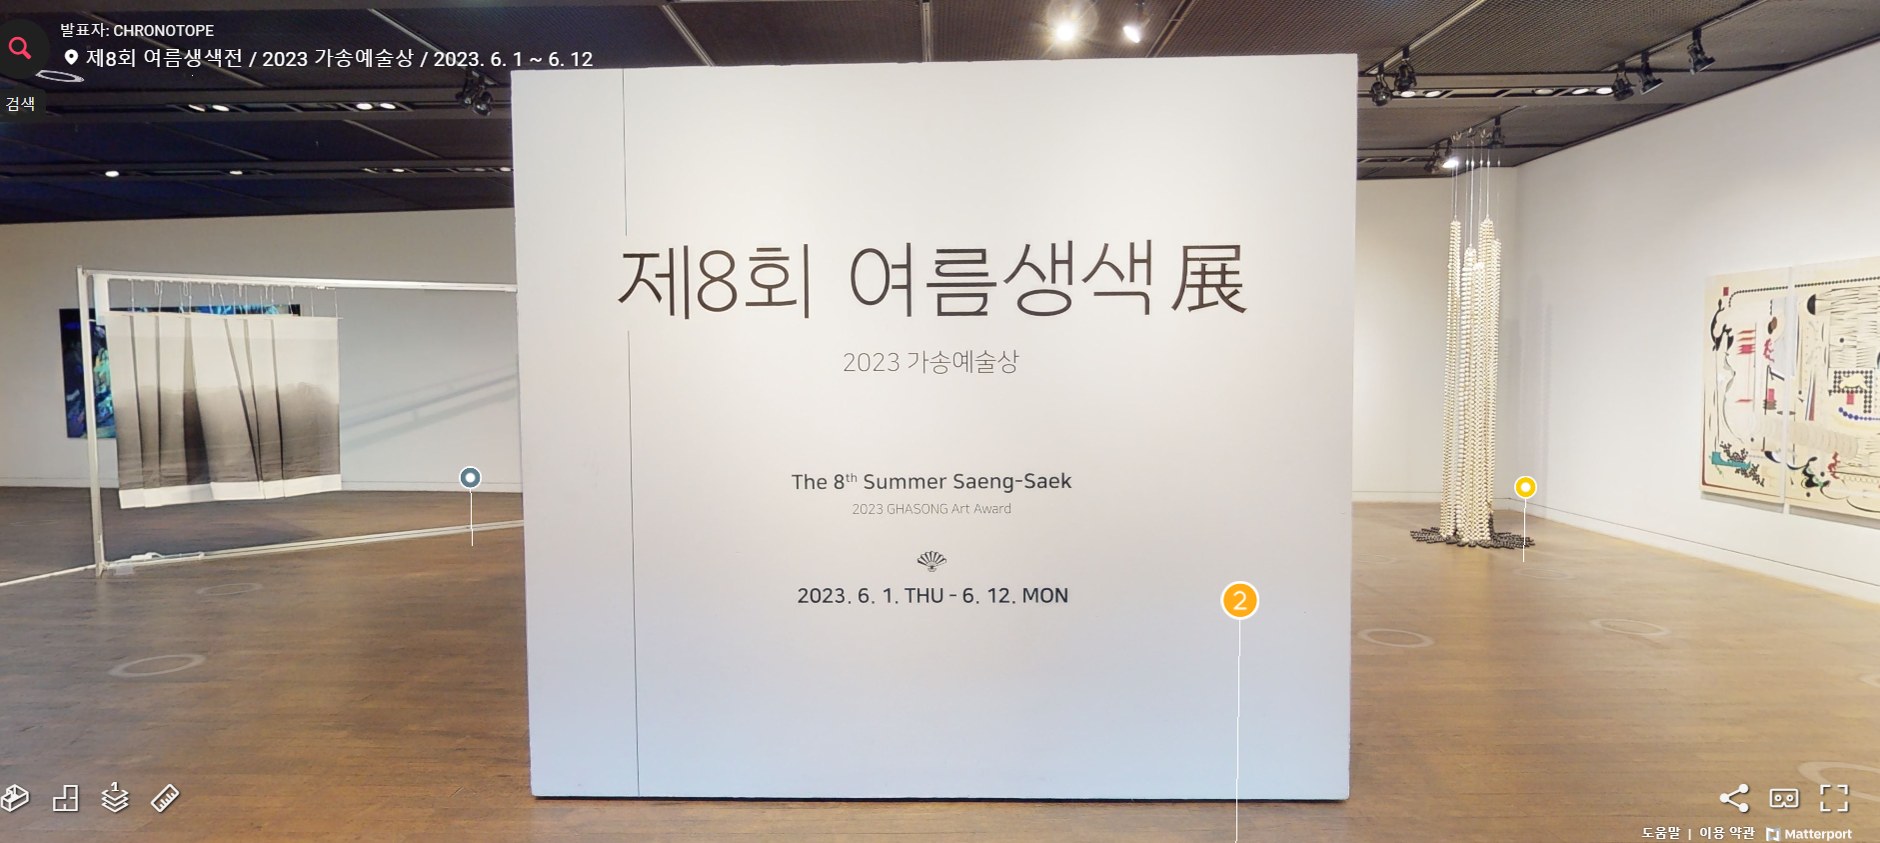 발표자: CHRONOTOPE
제8회 여름생색전 / 2023 가송예술상 / 2023. 6. 1 ~ 6. 12
검색
제8회 여름생색展
2023 가송예술상
The 8th Summer Saeng-Saek
2023 GHASONG Art Award
2023. 6. 1. THU - 6. 12. MON
2
1
도움말 | 이용 약관 Matterport